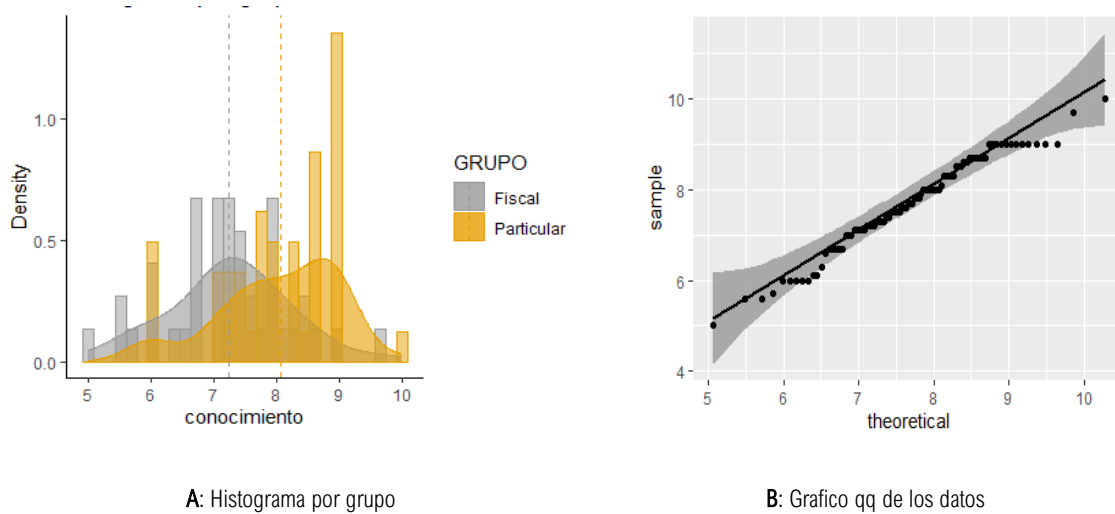 1.0
0.5
0.0
Density
5 6 7 8 9 10
conocimiento
GRUPO
Fiscal
Particular
10
8
6
4
sample
5 6 7 8 9 10
theoretical
A: Histograma por grupo
B: Grafico qq de los datos